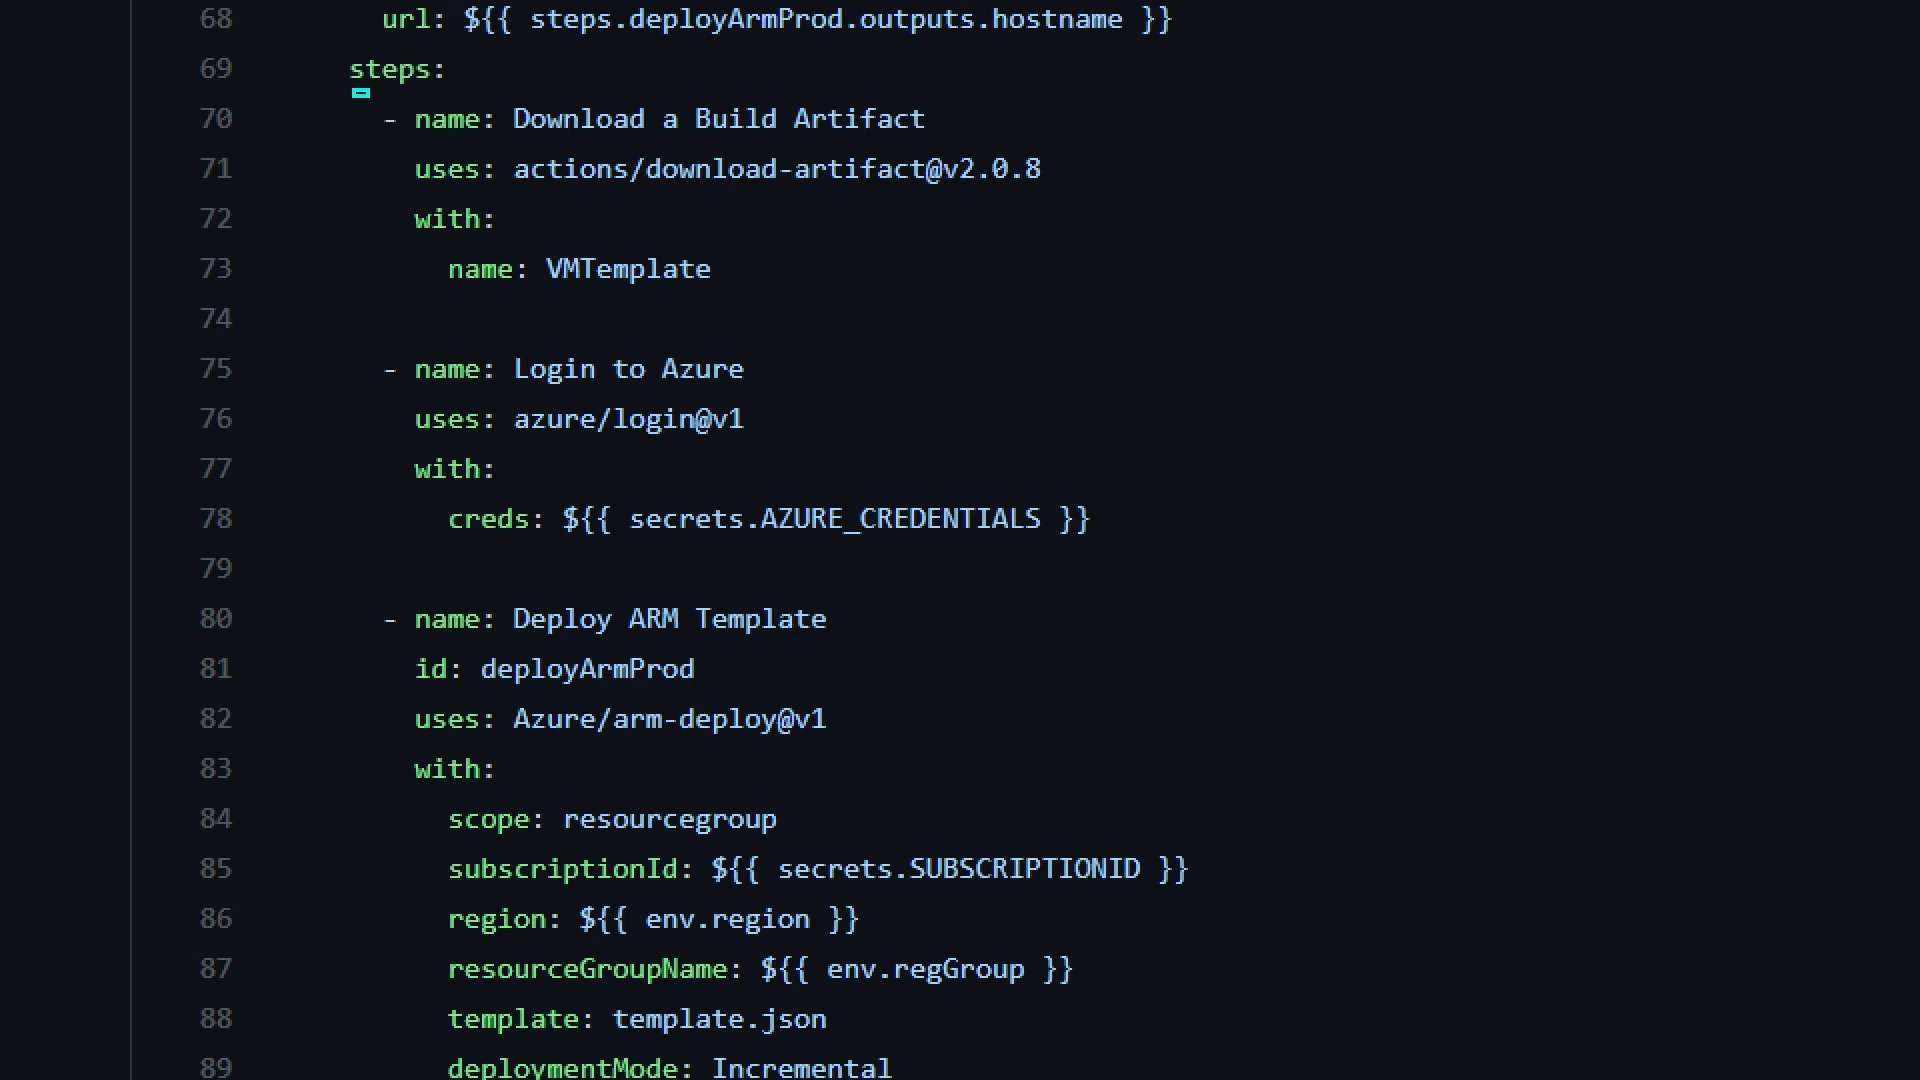 68 url: ${{ steps.deployArmProd.outputs.hostname }}
69 steps:
70 - name: Download a Build Artifact
71 uses: actions/download-artifact@v2.0.8
72 with:
73 name: VMTemplate
74
75 - name: Login to Azure
76 uses: azure/login@v1
77 with:
78 creds: ${{ secrets.AZURE_CREDENTIALS }}
79
80 - name: Deploy ARM Template
81 id: deployArmProd
82 uses: Azure/arm-deploy@v1
83 with:
84 scope: resourcegroup
85 subscriptionId: ${{ secrets.SUBSCRIPTIONID }}
86 region: ${{ env.region }}
87 resourceGroupName: ${{ env.regGroup }}
88 template: template.json
89 deploymentMode: Incremental